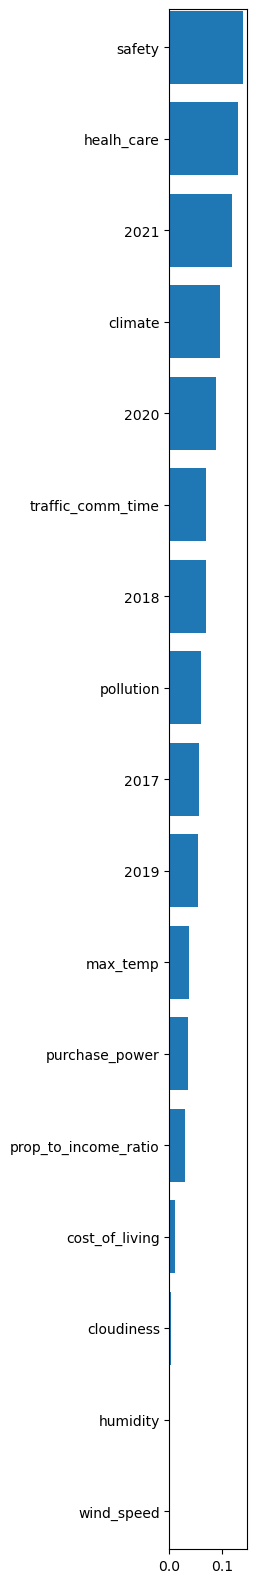 safety
healh_care
2021
climate
2020
traffic_comm_time
2018
pollution
2017
2019
max_temp
purchase_power
prop_to_income_ratio
cost_of_living
cloudiness
humidity
wind_speed
0.0 0.1